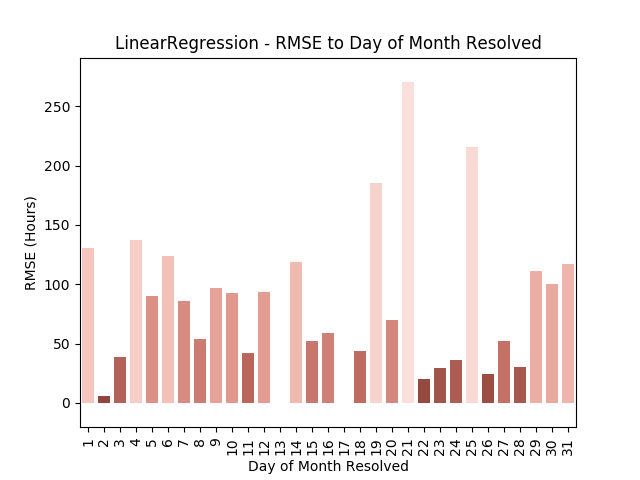 LinearRegression - RMSE to Day of Month Resolved
250
200
150
100
50
0
RMSE (Hours)
1 2 3 4 5 6 7 8 9 10 11 12 13 14 15 16 17 18 19 20 21 22 23 24 25 26 27 28 29 30 31
Day of Month Resolved